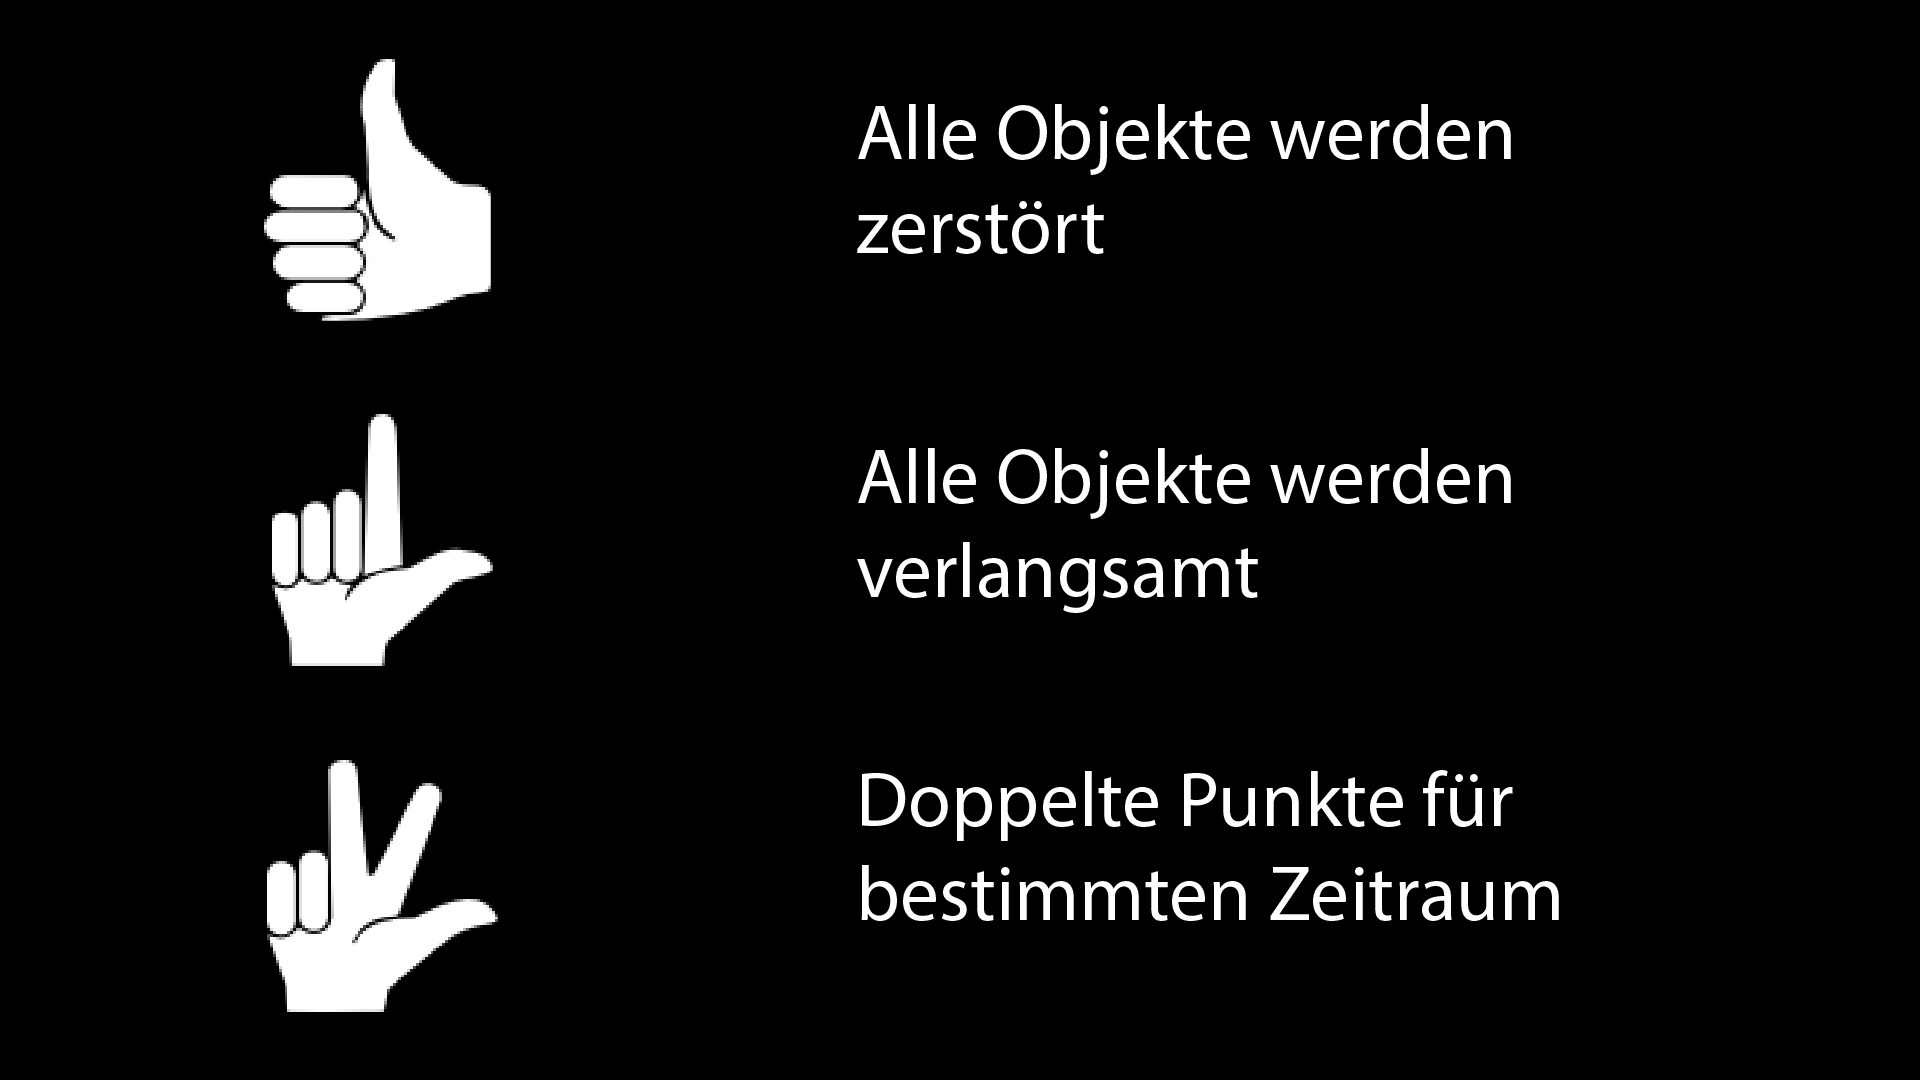 Alle Objekte werden
zerstört
Alle Objekte werden
verlangsamt
Doppelte Punkte für
bestimmten Zeitraum